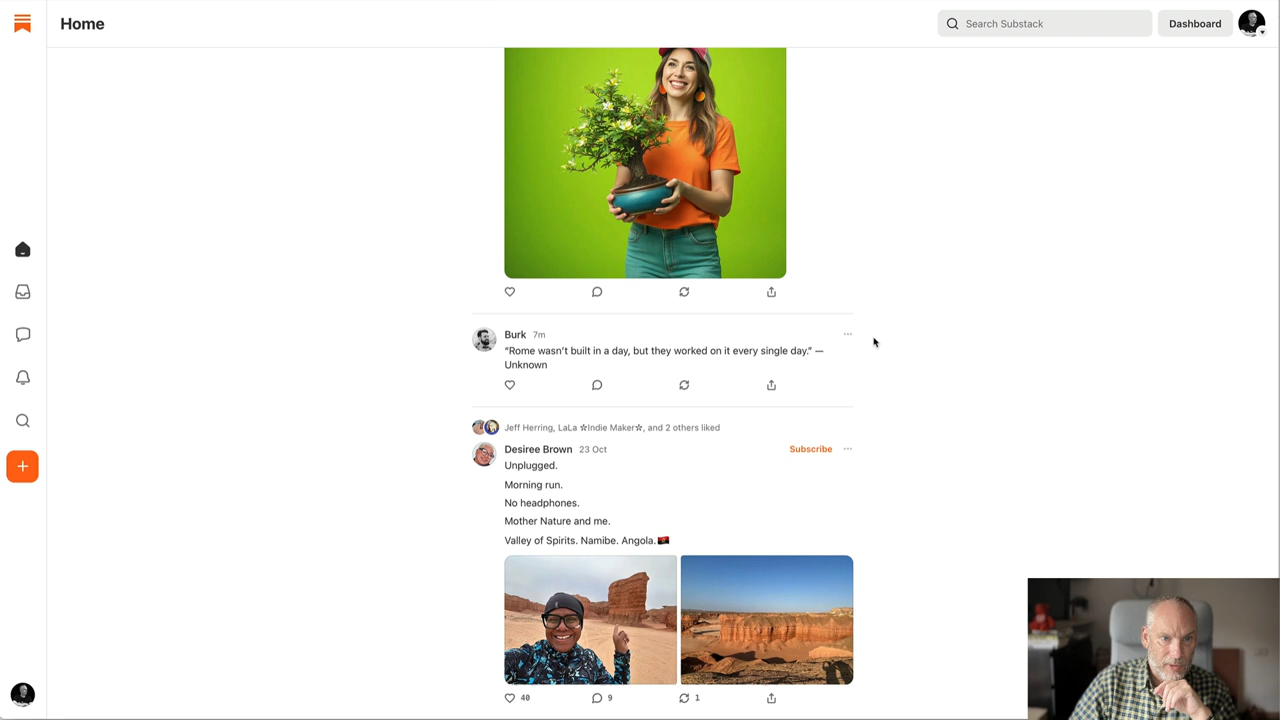 Home
Search Substack
Dashboard
Burk 7m
“Rome wasn’t built in a day, but they worked on it every single day.” —
Unknown
Jeff Herring, LaLa ☆Indie Maker☆, and 2 others liked
Desiree Brown 23 Oct
Subscribe
Unplugged.
Morning run.
No headphones.
Mother Nature and me.
Valley of Spirits. Namibe. Angola.🇦🇴
40
9
1